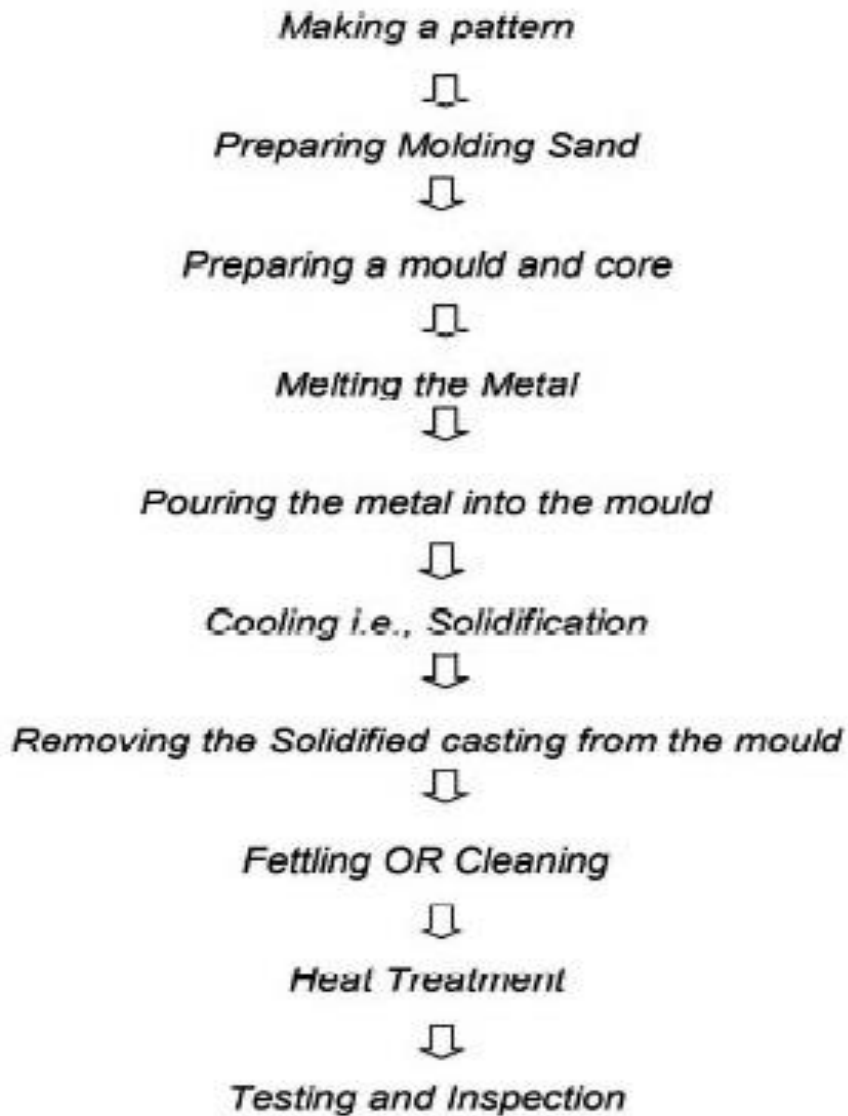 Making a pattern
Preparing Molding Sand
Preparing a mould and core
Melting the Metal
Pouring the metal into the mould
Cooling i.e., Solidification
Removing the Solidified casting from the mould
Fettling OR Cleaning
Heat Treatment
Testing and Inspection